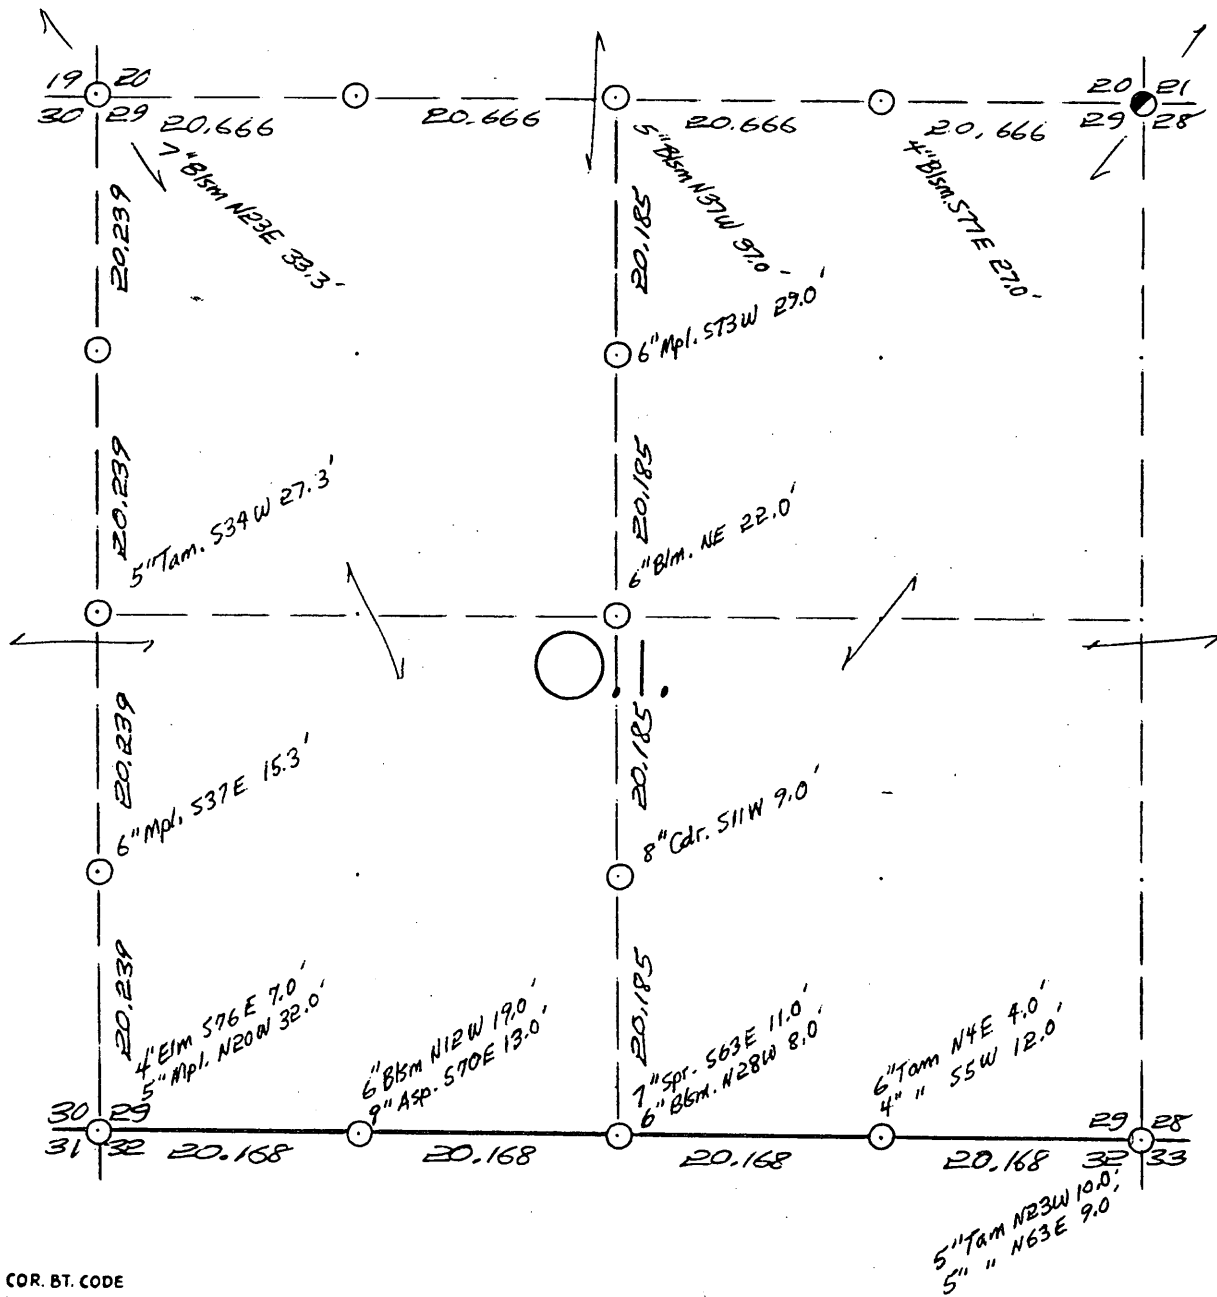 19 20
30 29
20.666
20.666
20.666
20.666
20 21
29 28
7" Blsm N23E 33.3-
5" Blsm N37W 37.0-
4" Blsm. S77E 27.0-
20.239
20.185
6" Mpl. S73W 29.0'
20.239
20.185
5" Tam. S34W 27.3'
6" Blm. NE 22.0'
20.239
20.185
6" Mpl. S37E 15.3'
8" Cdr. S11W 9.0'
20.239
20.185
4' Elm S76E 7.0'
5" Mpl. N20W 32.0'
6" Blsm N12W 19.0'
9" Asp. S70E 13.0'
7" Spr. S63E 11.0'
6" Blsm. N28W 8.0'
6" Tam N4E 4.0'
4" " S5W 12.0'
30 29
31 32
20.168
20.168
20.168
20.168
29 28
32 33
5" Tam N23W 10.0'
5" " N63E 9.0'
COR. BT. CODE